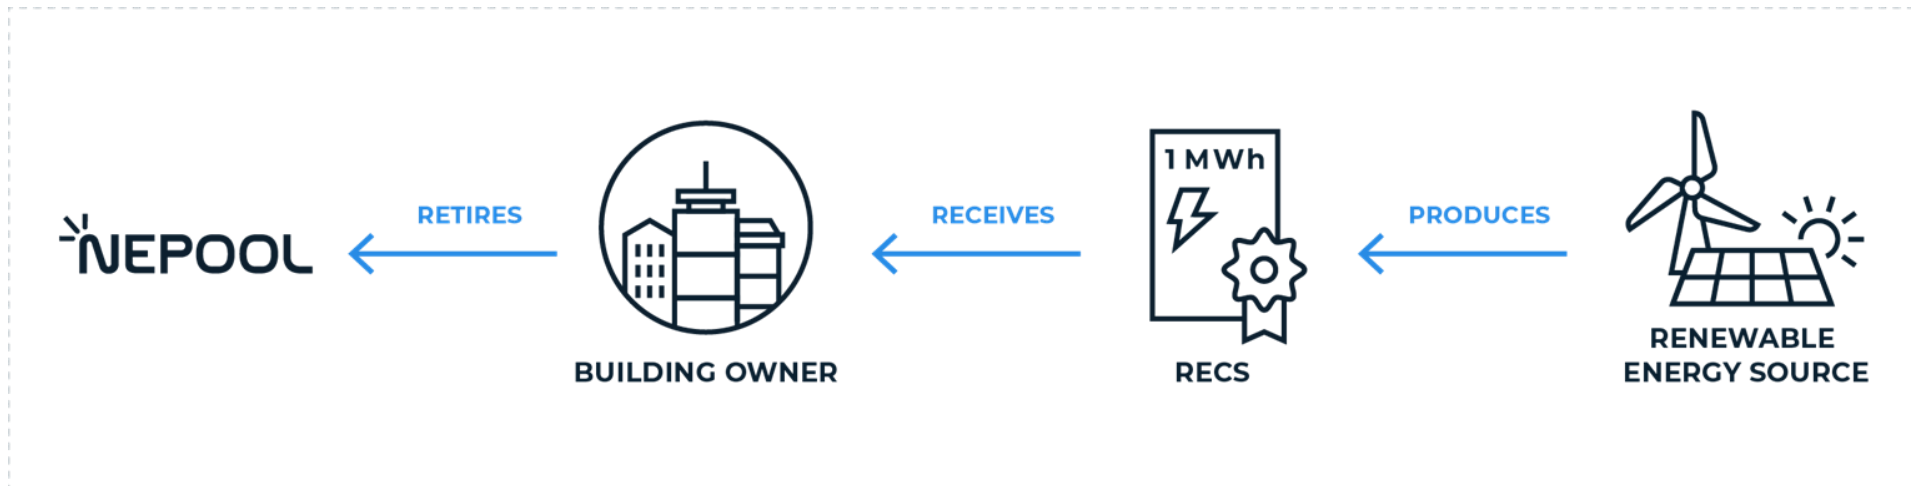 NEPOOL
RETIRES
BUILDING OWNER
RECEIVES
1 MWh
RECS
PRODUCES
RENEWABLE
ENERGY SOURCE